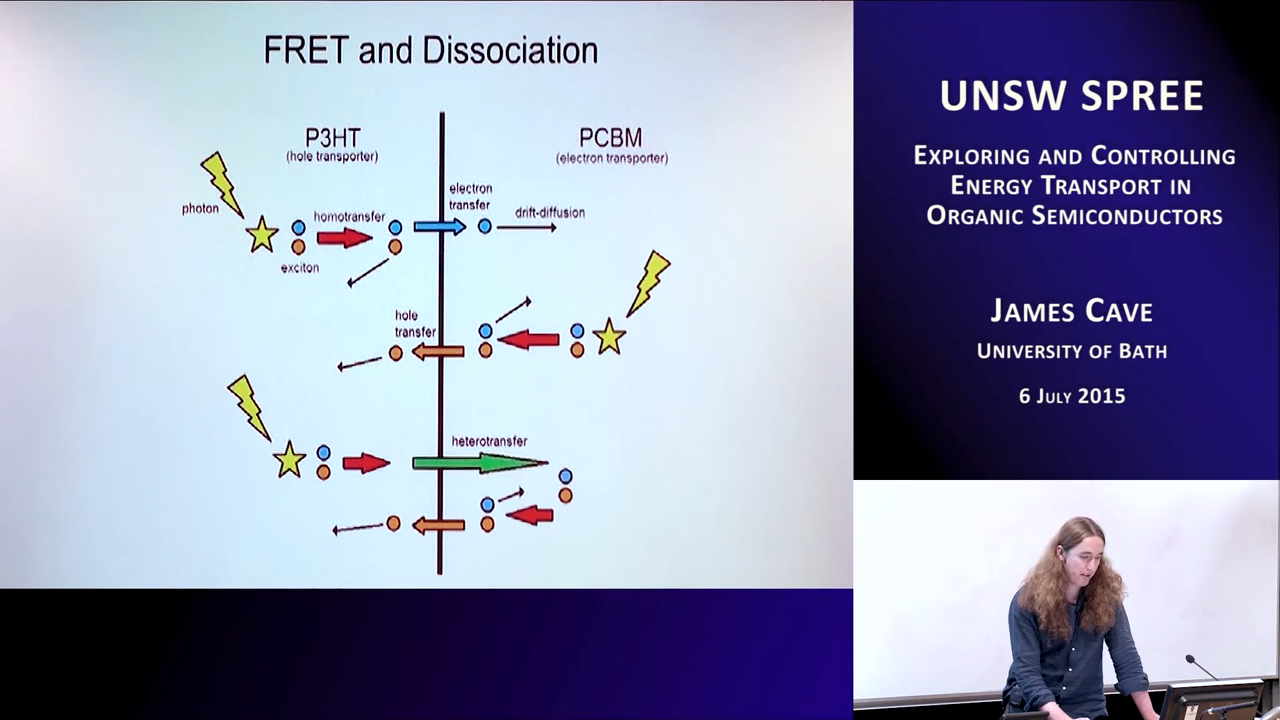 FRET and Dissociation
P3HT
(hole transporter)
PCBM
(electron transporter)
photon
homotransfer
exciton
electron
transfer
drift-diffusion
hole
transfer
heterotransfer
UNSW SPREE
EXPLORING AND CONTROLLING
ENERGY TRANSPORT IN
ORGANIC SEMICONDUCTORS
JAMES CAVE
UNIVERSITY OF BATH
6 JULY 2015